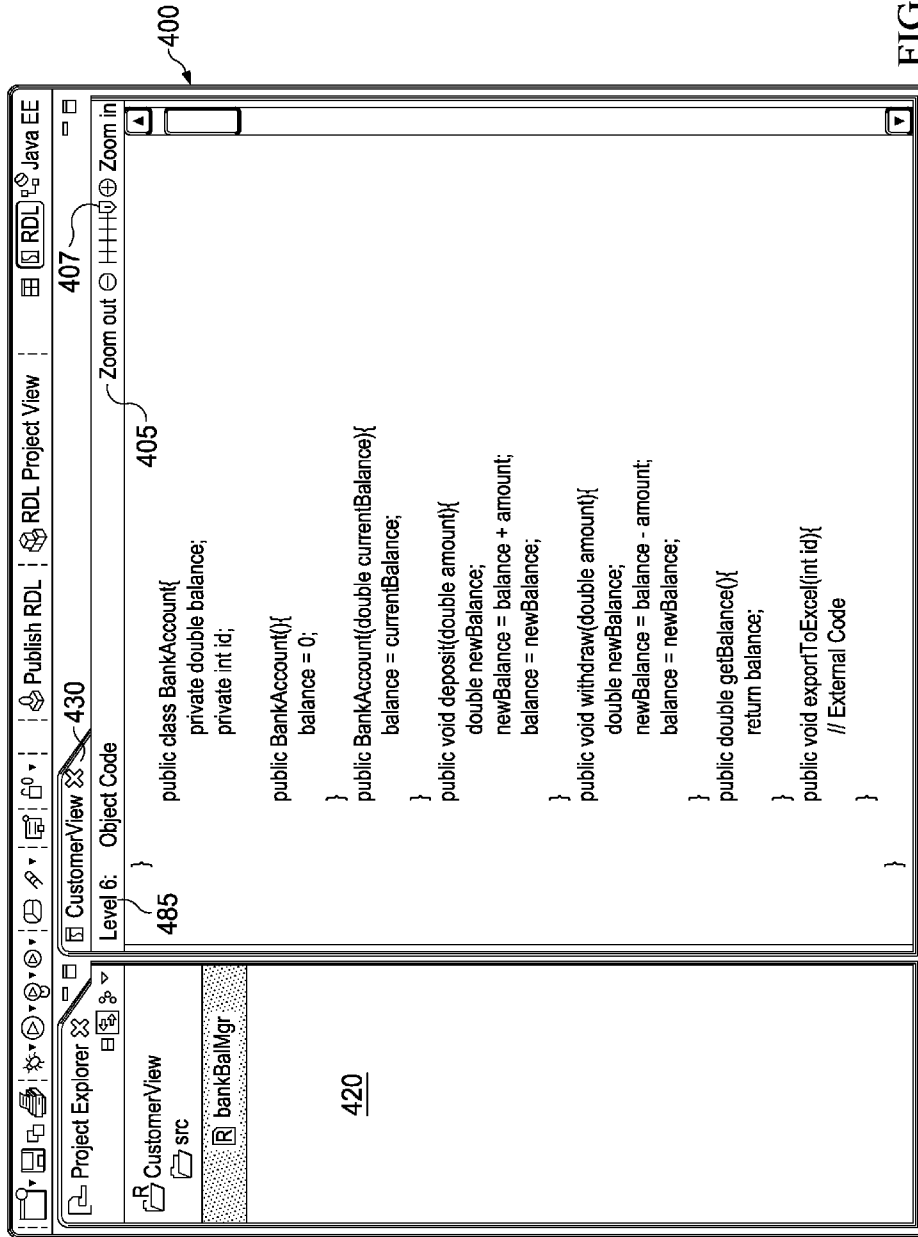 Publish RDL
RDL Project View
RDL
Java EE
400
Project Explorer
R CustomerView
src
R bankBalMgr
420
CustomerView
430
407
Level 6: Object Code
Zoom out
Zoom in
485
405
}
public class BankAccount{
private double balance;
private int id;
public BankAccount(){
balance = 0;
}
public BankAccount(double currentBalance){
balance = currentBalance;
}
public void deposit(double amount){
double newBalance;
newBalance = balance + amount;
balance = newBalance;
}
public void withdraw(double amount){
double newBalance;
newBalance = balance - amount;
balance = newBalance;
}
public double getBalance(){
return balance;
}
public void exportToExcel(int id){
// External Code
}
}
FIG